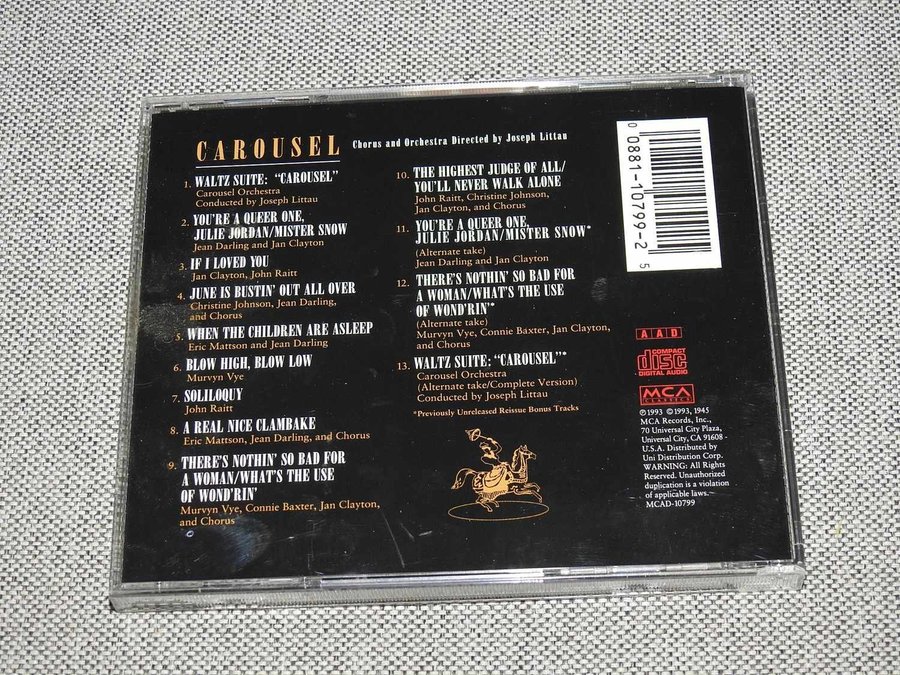 CAROUSEL
Chorus and Orchestra Directed by Joseph Littau
1. WALTZ SUITE: "CAROUSEL"
Carousel Orchestra
Conducted by Joseph Littau
2. YOU'RE A QUEER ONE,
JULIE JORDAN/MISTER SNOW
Jean Darling and Jan Clayton
3. IF I LOVED YOU
Jan Clayton, John Raitt
4. JUNE IS BUSTIN' OUT ALL OVER
Christine Johnson, Jean Darling,
and Chorus
5. WHEN THE CHILDREN ARE ASLEEP
Eric Mattson and Jean Darling
6. BLOW HIGH, BLOW LOW
Murvyn Vye
7. SOLILOQUY
John Raitt
8. A REAL NICE CLAMBAKE
Eric Mattson, Jean Darling, and Chorus
9. THERE'S NOTHIN' SO BAD FOR
A WOMAN/WHAT'S THE USE
OF WOND'RIN'
Murvyn Vye, Connie Baxter, Jan Clayton,
and Chorus
10. THE HIGHEST JUDGE OF ALL/
YOU'LL NEVER WALK ALONE
John Raitt, Christine Johnson,
Jan Clayton, and Chorus
11. YOU'RE A QUEER ONE,
JULIE JORDAN/MISTER SNOW*
(Alternate take)
Jean Darling and Jan Clayton
12. THERE'S NOTHIN' SO BAD FOR
A WOMAN/WHAT'S THE USE
OF WOND'RIN'*
(Alternate take)
Murvyn Vye, Connie Baxter, Jan Clayton,
and Chorus
13. WALTZ SUITE: "CAROUSEL"*
Carousel Orchestra
(Alternate take/Complete Version)
Conducted by Joseph Littau
*Previously Unreleased Reissue Bonus Tracks
0 0881-10799-2 5
AAD
COMPACT
disc
DIGITAL AUDIO
MCA
CLASSICS
℗1993 ©1993, 1945
MCA Records, Inc.,
70 Universal City Plaza,
Universal City, CA 91608 -
U.S.A. Distributed by
Uni Distribution Corp.
WARNING: All Rights
Reserved. Unauthorized
duplication is a violation
of applicable laws.
MCAD-10799